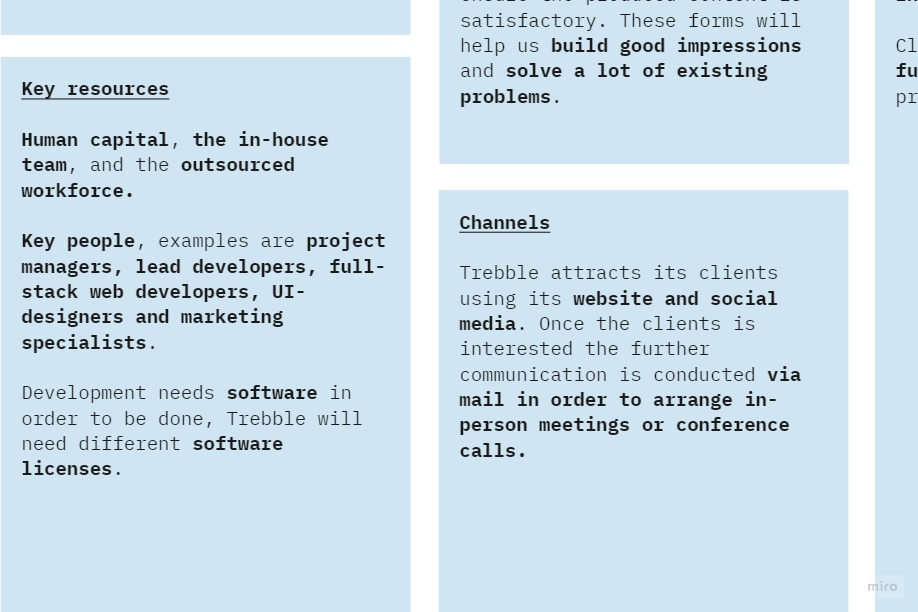 Key resources
Human capital, the in-house
team, and the outsourced
workforce.
Key people, examples are project
managers, lead developers, full-
stack web developers, UI-
designers and marketing
specialists.
Development needs software in
order to be done, Trebble will
need different software
licenses.
satisfactory. These forms will
help us build good impressions
and solve a lot of existing
problems.
Channels
Trebble attracts its clients
using its website and social
media. Once the clients is
interested the further
communication is conducted via
mail in order to arrange in-
person meetings or conference
calls.
Cl
fu
pr
miro